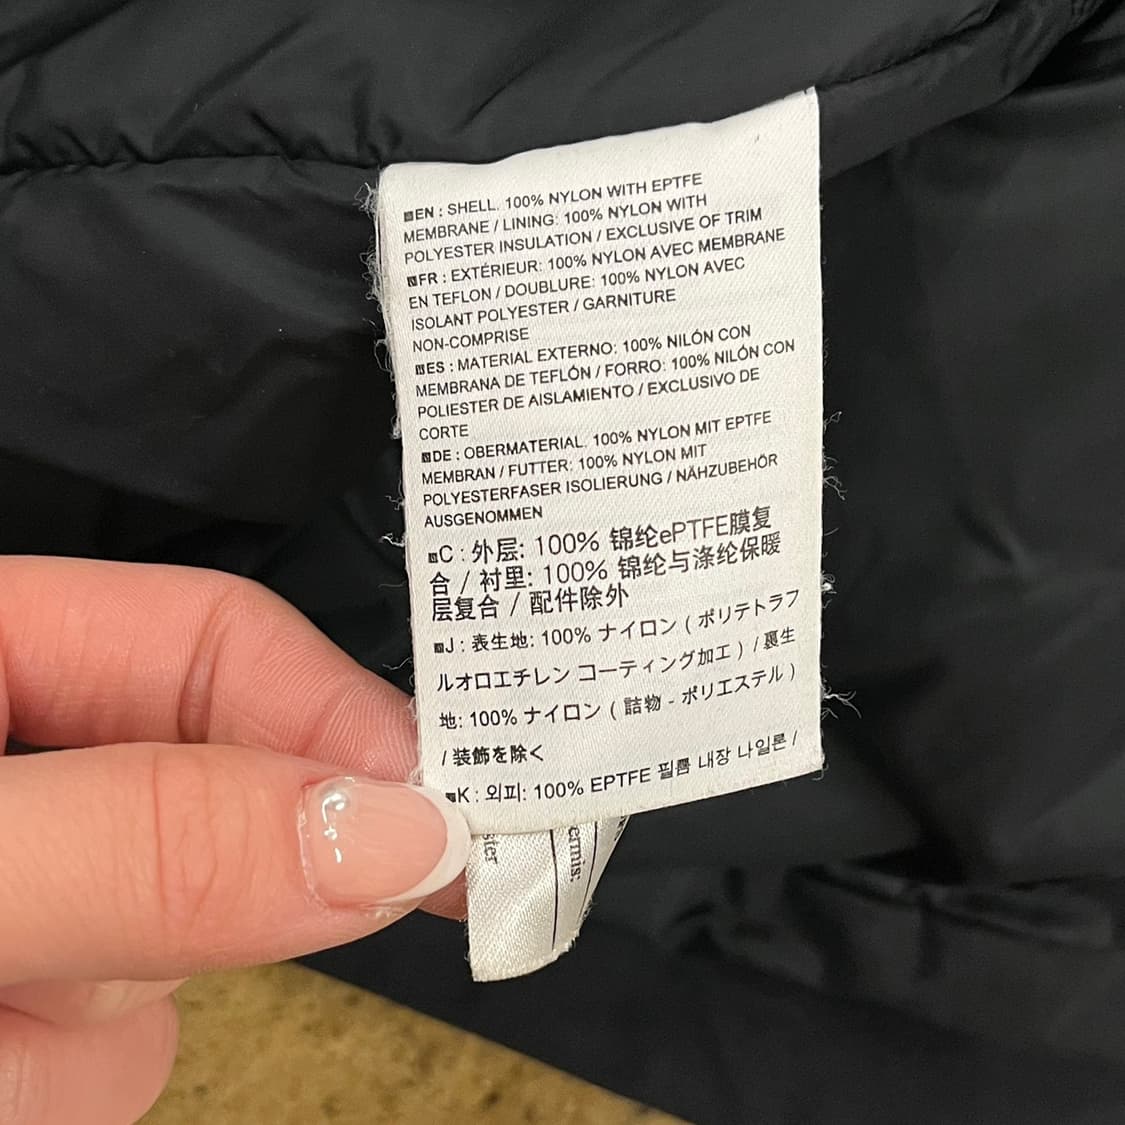 EN : SHELL. 100% NYLON WITH EPTFE
MEMBRANE / LINING: 100% NYLON WITH
POLYESTER INSULATION / EXCLUSIVE OF TRIM
FR : EXTÉRIEUR: 100% NYLON AVEC MEMBRANE
EN TEFLON / DOUBLURE: 100% NYLON AVEC
ISOLANT POLYESTER / GARNITURE
NON-COMPRISE
ES : MATERIAL EXTERNO: 100% NILÓN CON
MEMBRANA DE TEFLÓN / FORRO: 100% NILÓN CON
POLIESTER DE AISLAMIENTO / EXCLUSIVO DE
CORTE
DE : OBERMATERIAL. 100% NYLON MIT EPTFE
MEMBRAN / FUTTER: 100% NYLON MIT
POLYESTERFASER ISOLIERUNG / NÄHZUBEHÖR
AUSGENOMMEN
C : 外层: 100% 锦纶ePTFE膜复
合 / 衬里: 100% 锦纶与涤纶保暖
层复合 / 配件除外
J : 表生地: 100% ナイロン ( ポリテトラフ
ルオロエチレン コーティング加工 ) / 裏生
地: 100% ナイロン ( 詰物 - ポリエステル )
/ 装飾を除く
K : 외피: 100% EPTFE 필름 내장 나일론 /
ster
ermis: